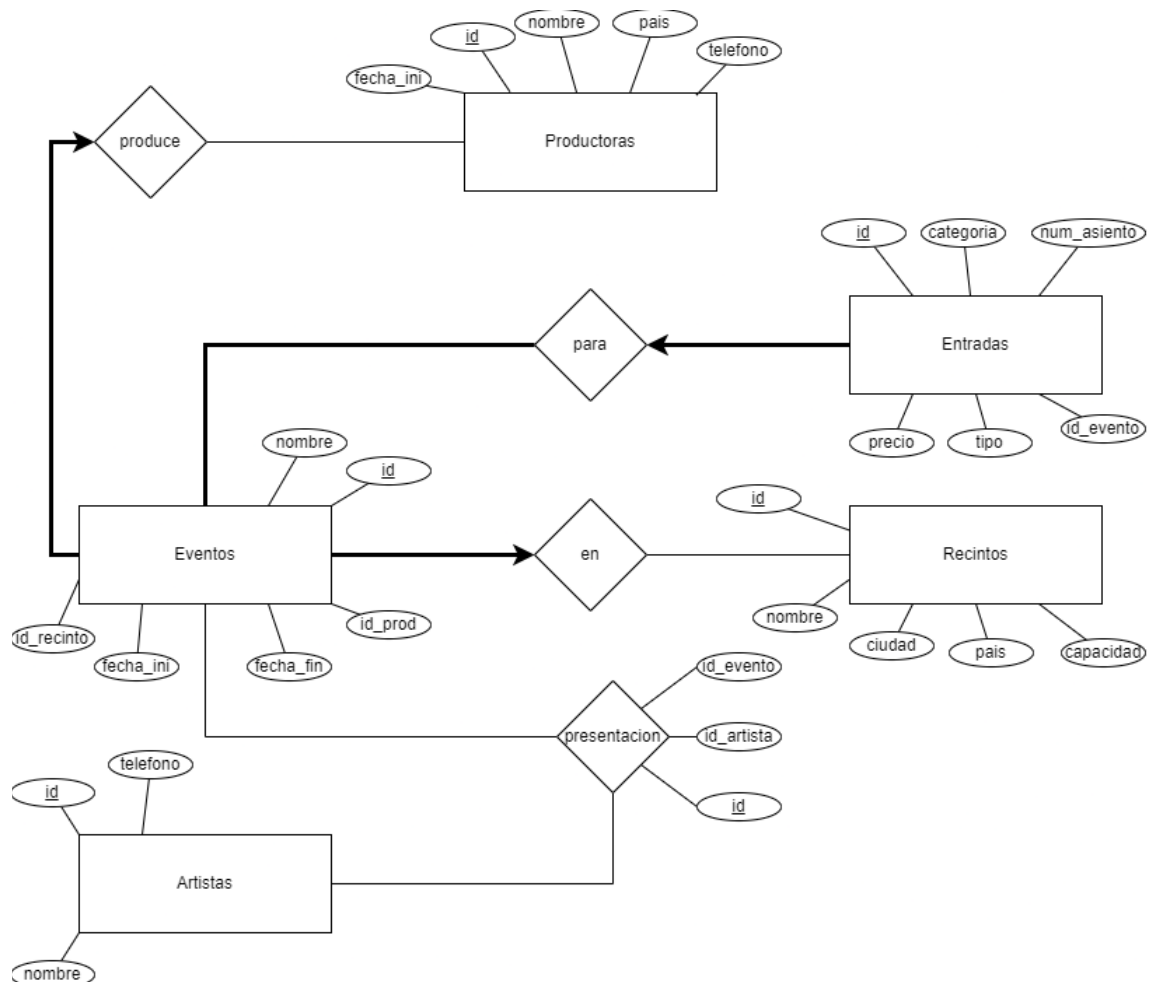 nombre
pais
id
telefono
fecha_ini
produce
Productoras
id
categoria
num_asiento
para
Entradas
precio
tipo
id_evento
nombre
id
id
Eventos
en
Recintos
nombre
id_recinto
id_prod
ciudad
pais
capacidad
fecha_ini
fecha_fin
id_evento
presentacion
id_artista
telefono
id
id
Artistas
nombre